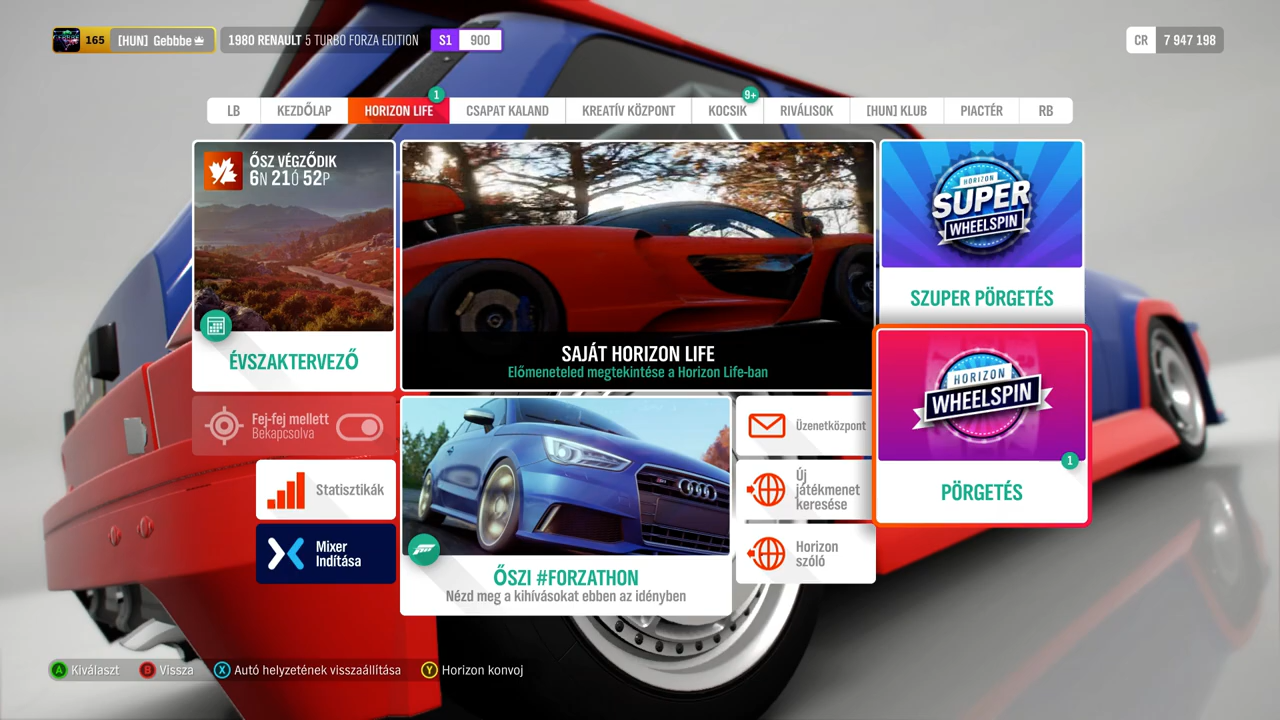 165 [HUN] Gebbbe
1980 RENAULT 5 TURBO FORZA EDITION
S1 900
CR 7 947 198
LB
KEZDŐLAP
HORIZON LIFE
1
CSAPAT KALAND
KREATÍV KÖZPONT
KOCSIK
9+
RIVÁLISOK
[HUN] KLUB
PIACTÉR
RB
ŐSZ VÉGZŐDIK
6N 21Ó 52P
ÉVSZAKTERVEZŐ
SAJÁT HORIZON LIFE
Előmeneteled megtekintése a Horizon Life-ban
HORIZON
SUPER
WHEELSPIN
SZUPER PÖRGETÉS
HORIZON
WHEELSPIN
1
PÖRGETÉS
Fej-fej mellett
Bekapcsolva
Statisztikák
Mixer
Indítása
ŐSZI #FORZATHON
Nézd meg a kihívásokat ebben az idényben
Üzenetközpont
Új
játékmenet
keresése
Horizon
szóló
A Kiválaszt
B Vissza
X Autó helyzetének visszaállítása
Y Horizon konvoj